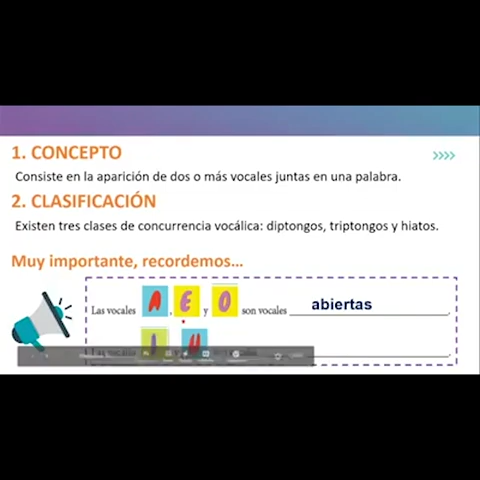 1. CONCEPTO
Consiste en la aparición de dos o más vocales juntas en una palabra.
2. CLASIFICACIÓN
Existen tres clases de concurrencia vocálica: diptongos, triptongos y hiatos.
Muy importante, recordemos...
Las vocales A, E y O son vocales abiertas.